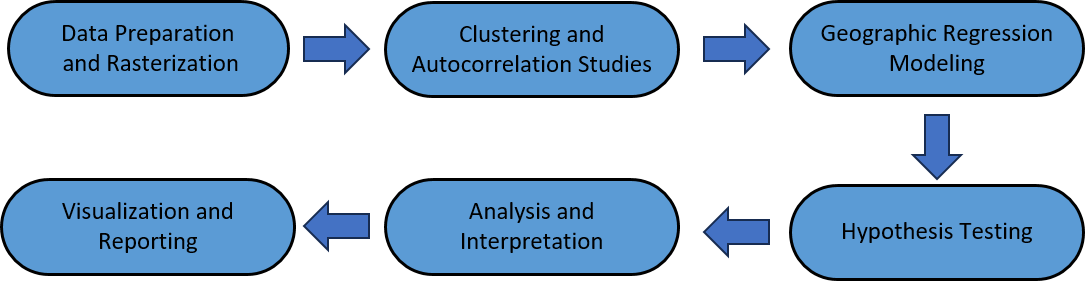 Data Preparation
and Rasterization
Clustering and
Autocorrelation Studies
Geographic Regression
Modeling
Hypothesis Testing
Analysis and
Interpretation
Visualization and
Reporting